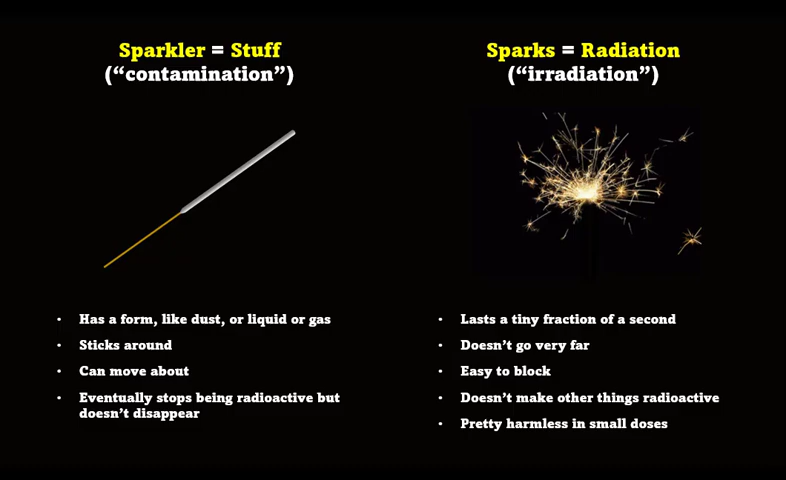 Sparkler = Stuff
(“contamination”)
• Has a form, like dust, or liquid or gas
• Sticks around
• Can move about
• Eventually stops being radioactive but
doesn’t disappear
Sparks = Radiation
(“irradiation”)
• Lasts a tiny fraction of a second
• Doesn’t go very far
• Easy to block
• Doesn’t make other things radioactive
• Pretty harmless in small doses